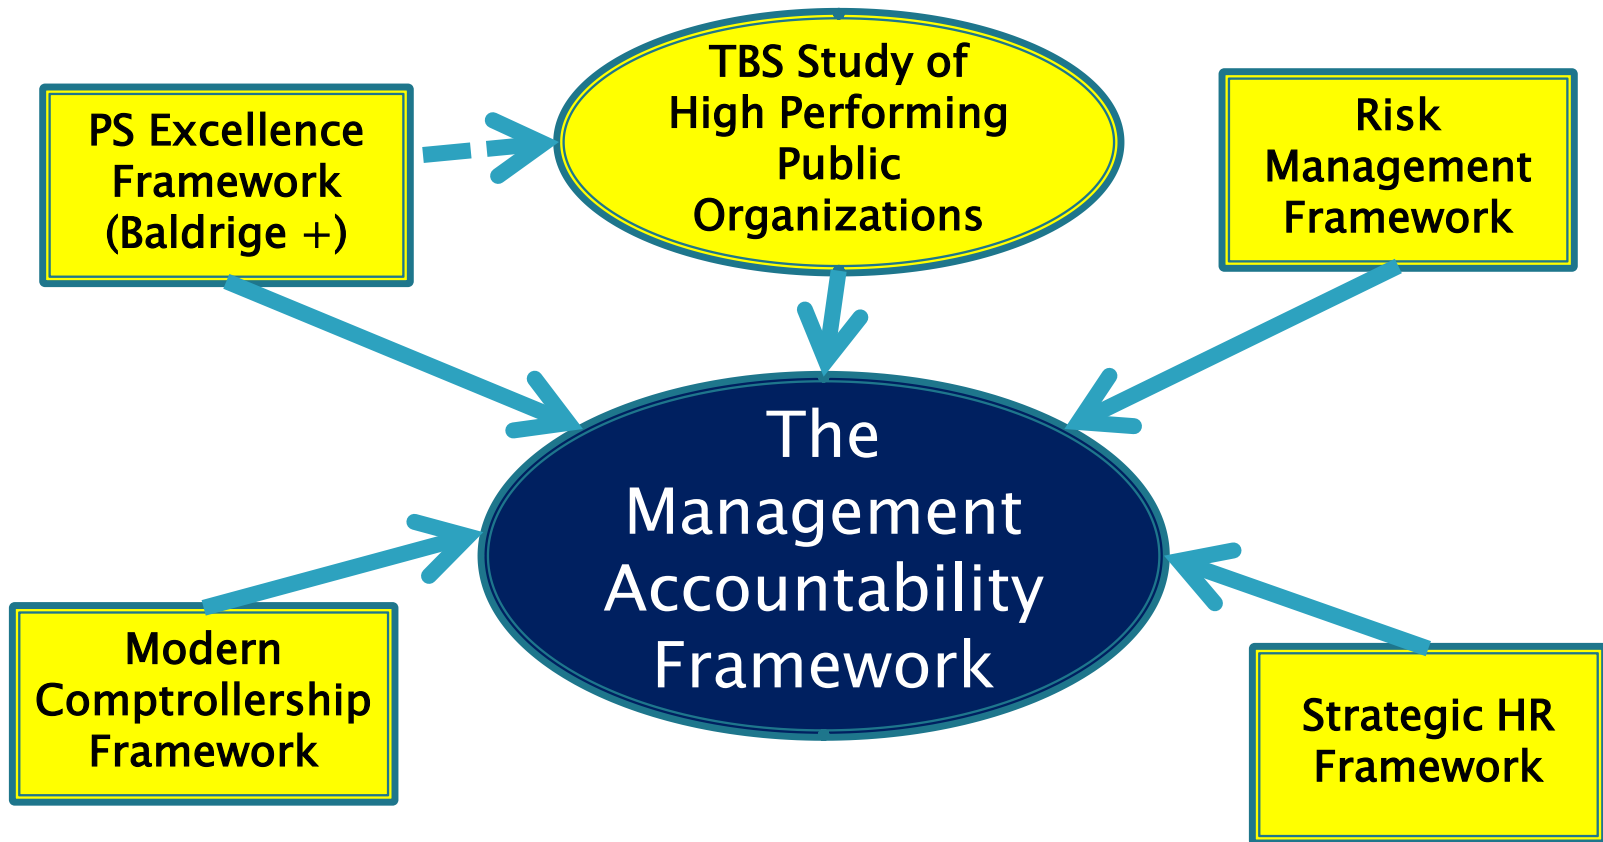 PS Excellence
Framework
(Baldrige +)
TBS Study of
High Performing
Public
Organizations
Risk
Management
Framework
The
Management
Accountability
Framework
Modern
Comptrollership
Framework
Strategic HR
Framework